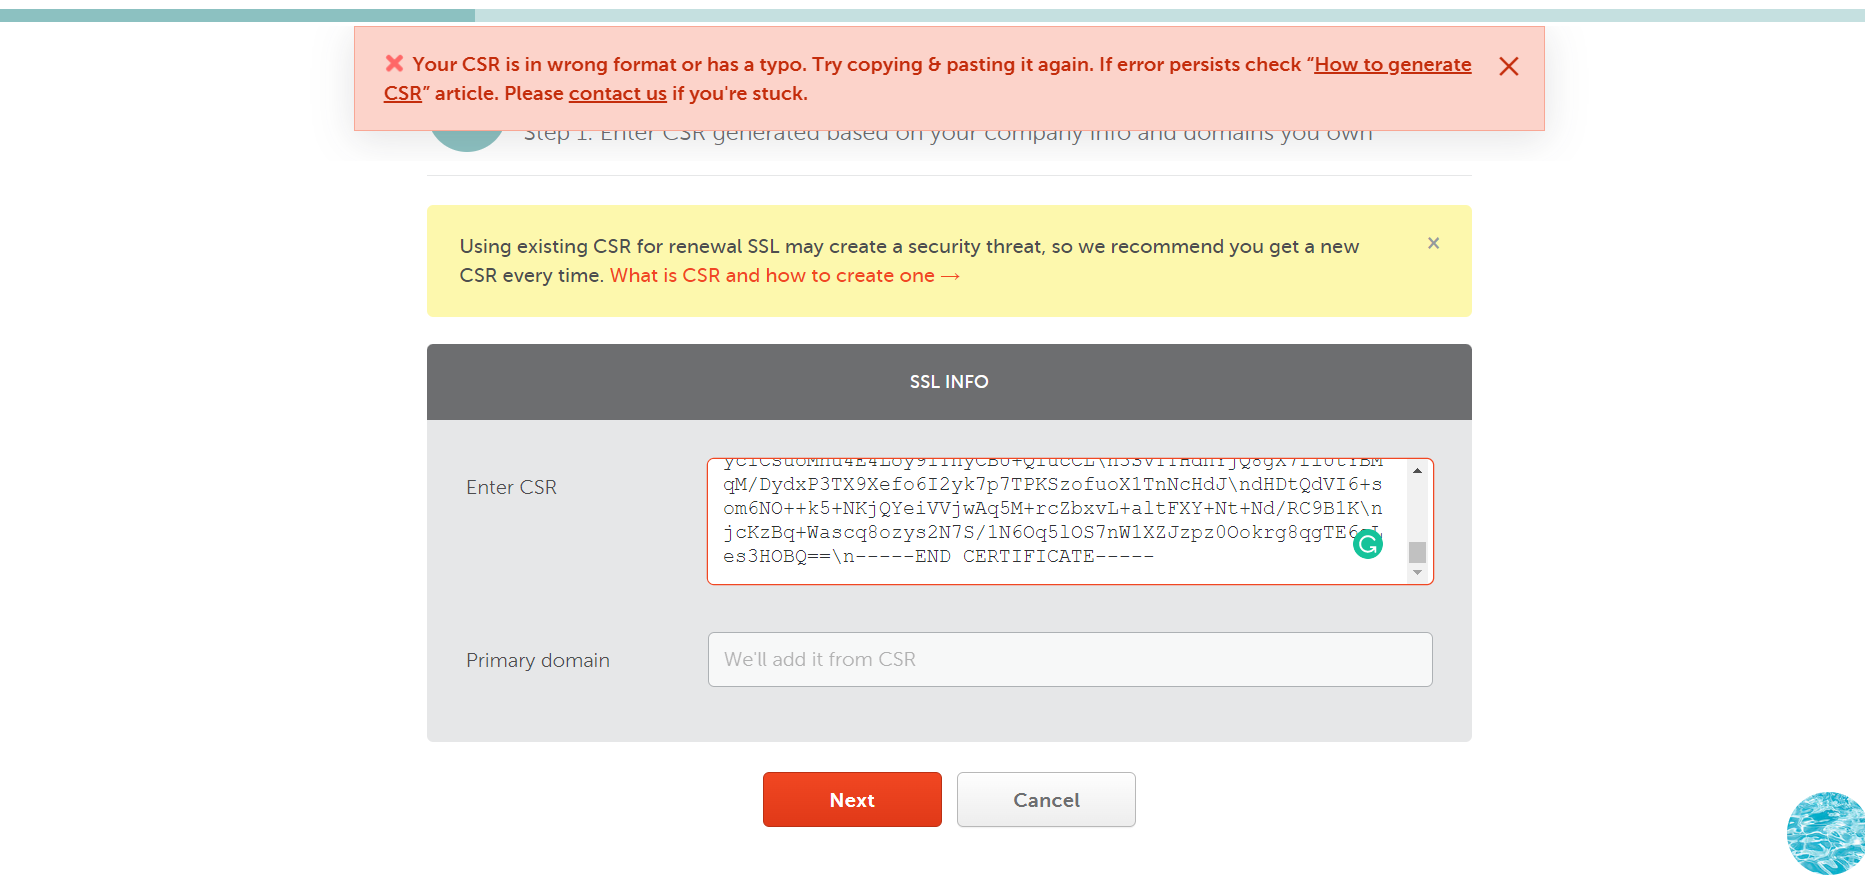 Your CSR is in wrong format or has a typo. Try copying & pasting it again. If error persists check “How to generate
CSR” article. Please contact us if you're stuck.
Step 1. Enter CSR generated based on your company info and domains you own
Using existing CSR for renewal SSL may create a security threat, so we recommend you get a new
CSR every time. What is CSR and how to create one →
SSL INFO
Enter CSR
qM/DydxP3TX9Xefo6I2yk7p7TPKSzofuoX1TnNcHdJ\ndHDtQdVI6+s
om6NO++k5+NKjQYeiVVjwAq5M+rcZbxvL+altFXY+Nt+Nd/RC9B1K\n
jcKzBq+Wascq8ozys2N7S/1N6Oq5lOS7nW1XZJzpz0Ookrg8qgTE6
es3HOBQ==\n-----END CERTIFICATE-----
Primary domain
We'll add it from CSR
Next
Cancel